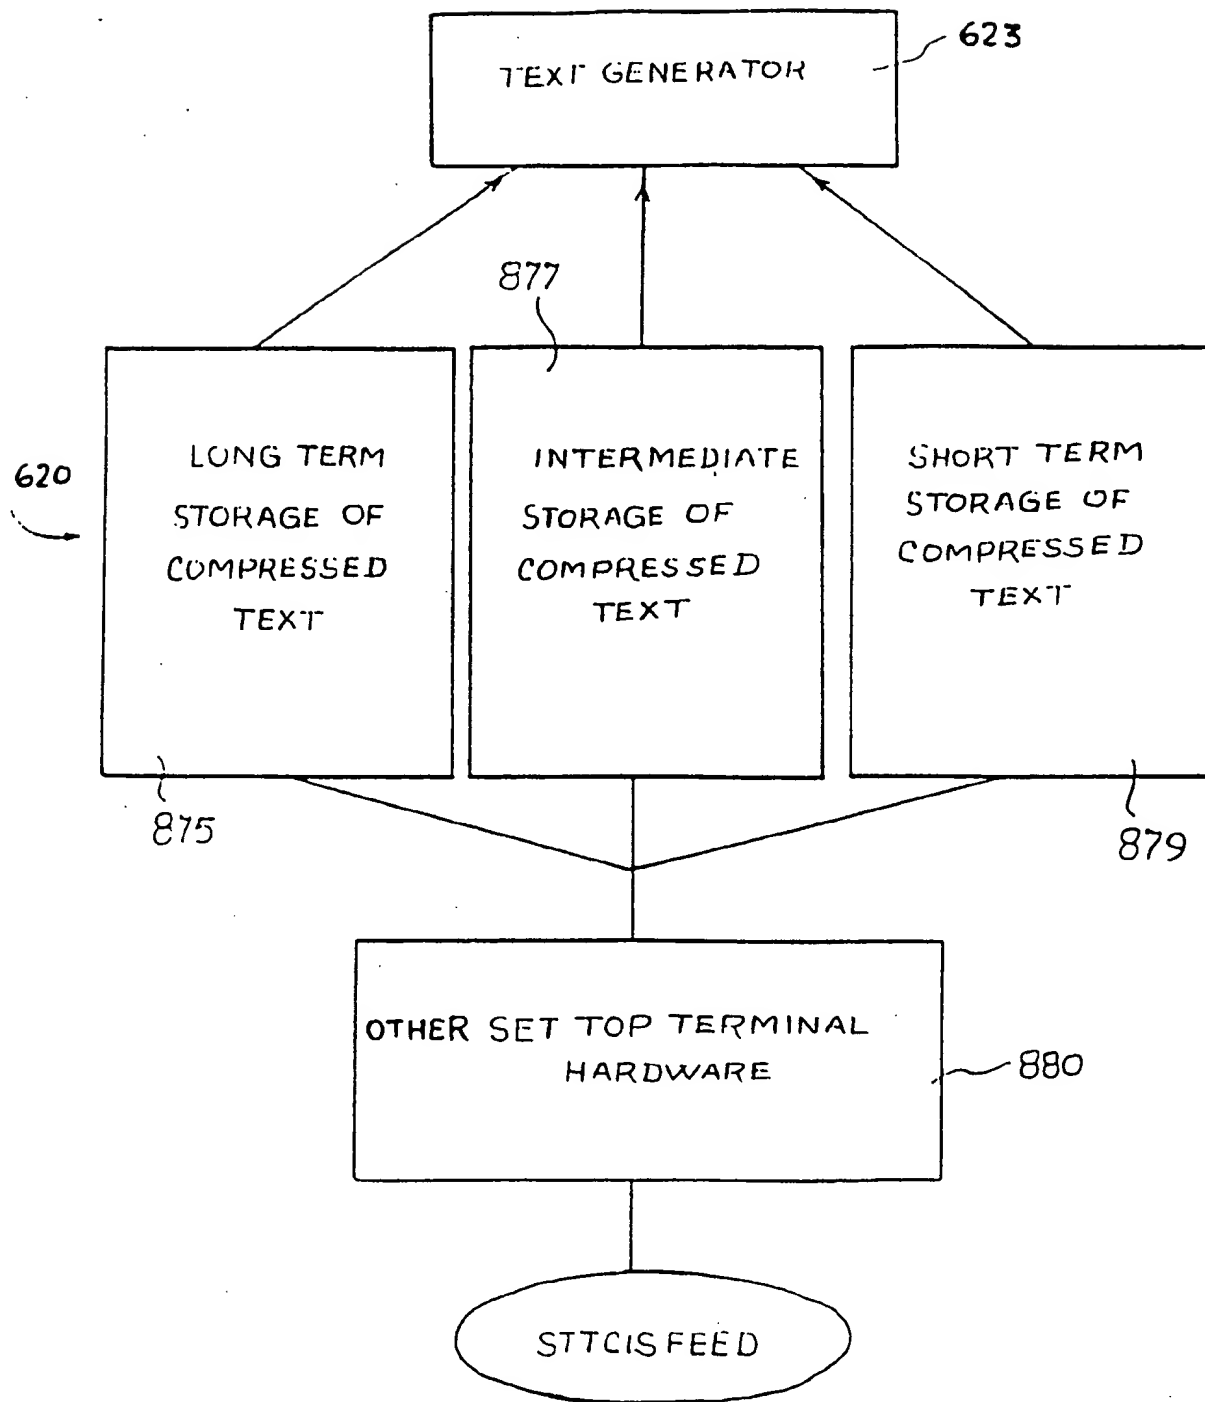 623
TEXT GENERATOR
877
620
LONG TERM
STORAGE OF
COMPRESSED
TEXT
INTERMEDIATE
STORAGE OF
COMPRESSED
TEXT
SHORT TERM
STORAGE OF
COMPRESSED
TEXT
875
879
OTHER SET TOP TERMINAL
HARDWARE
880
STTCIS FEED